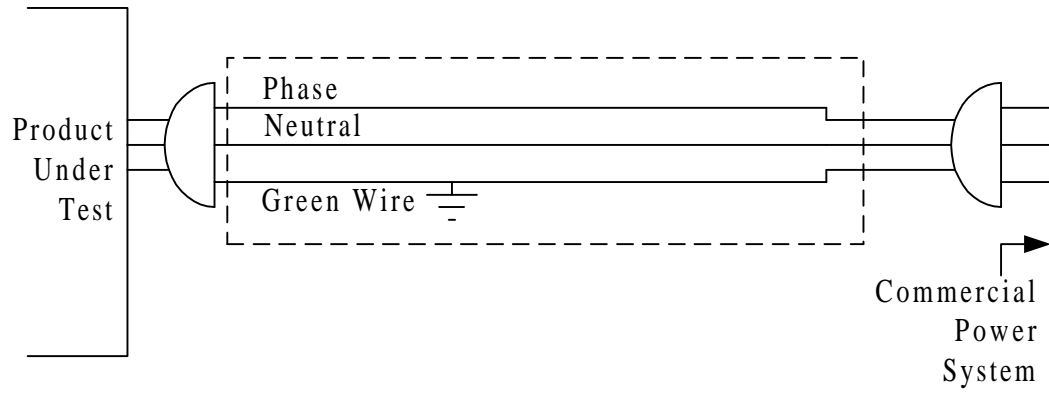 Phase
Neutral
Green Wire
Product
Under
Test
Commercial
Power
System